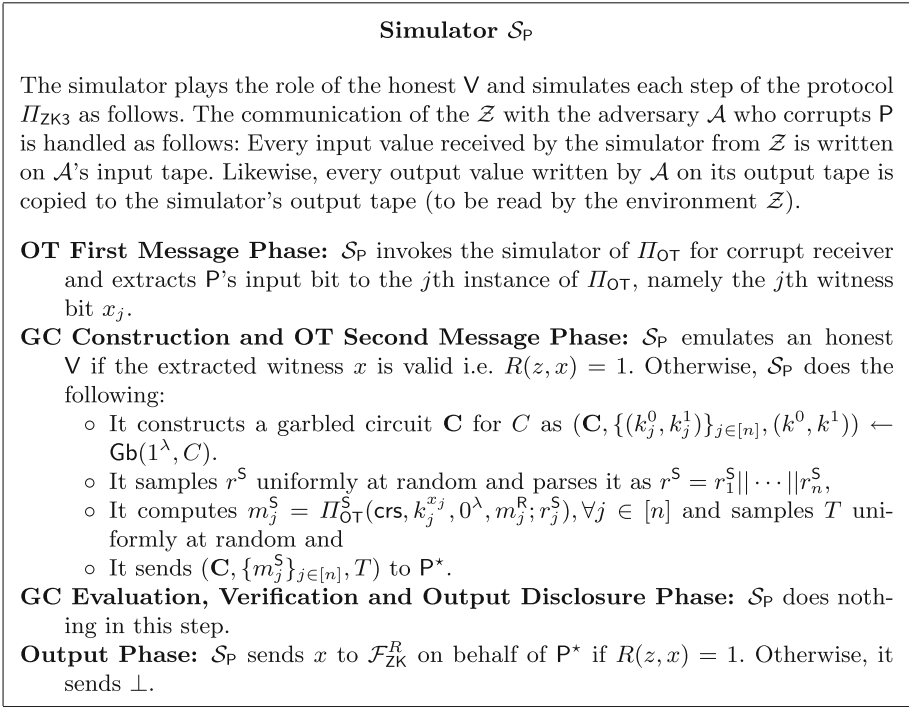 Simulator 𝒮_P
The simulator plays the role of the honest V and simulates each step of the protocol
Π_ZK3 as follows. The communication of the 𝒵 with the adversary 𝒜 who corrupts P
is handled as follows: Every input value received by the simulator from 𝒵 is written
on 𝒜's input tape. Likewise, every output value written by 𝒜 on its output tape is
copied to the simulator's output tape (to be read by the environment 𝒵).
OT First Message Phase: 𝒮_P invokes the simulator of Π_OT for corrupt receiver
and extracts P's input bit to the jth instance of Π_OT, namely the jth witness
bit x_j.
GC Construction and OT Second Message Phase: 𝒮_P emulates an honest
V if the extracted witness x is valid i.e. R(z, x) = 1. Otherwise, 𝒮_P does the
following:
◦ It constructs a garbled circuit C for C as (C, {(k_j^0, k_j^1)}_{j∈[n]}, (k^0, k^1)) ←
Gb(1^λ, C).
◦ It samples r^S uniformly at random and parses it as r^S = r_1^S|| ··· ||r_n^S,
◦ It computes m_j^S = Π_OT^S(crs, k_j^{x_j}, 0^λ, m_j^R; r_j^S), ∀j ∈ [n] and samples T uni-
formly at random and
◦ It sends (C, {m_j^S}_{j∈[n]}, T) to P*.
GC Evaluation, Verification and Output Disclosure Phase: 𝒮_P does noth-
ing in this step.
Output Phase: 𝒮_P sends x to ℱ_ZK^R on behalf of P* if R(z, x) = 1. Otherwise, it
sends ⊥.